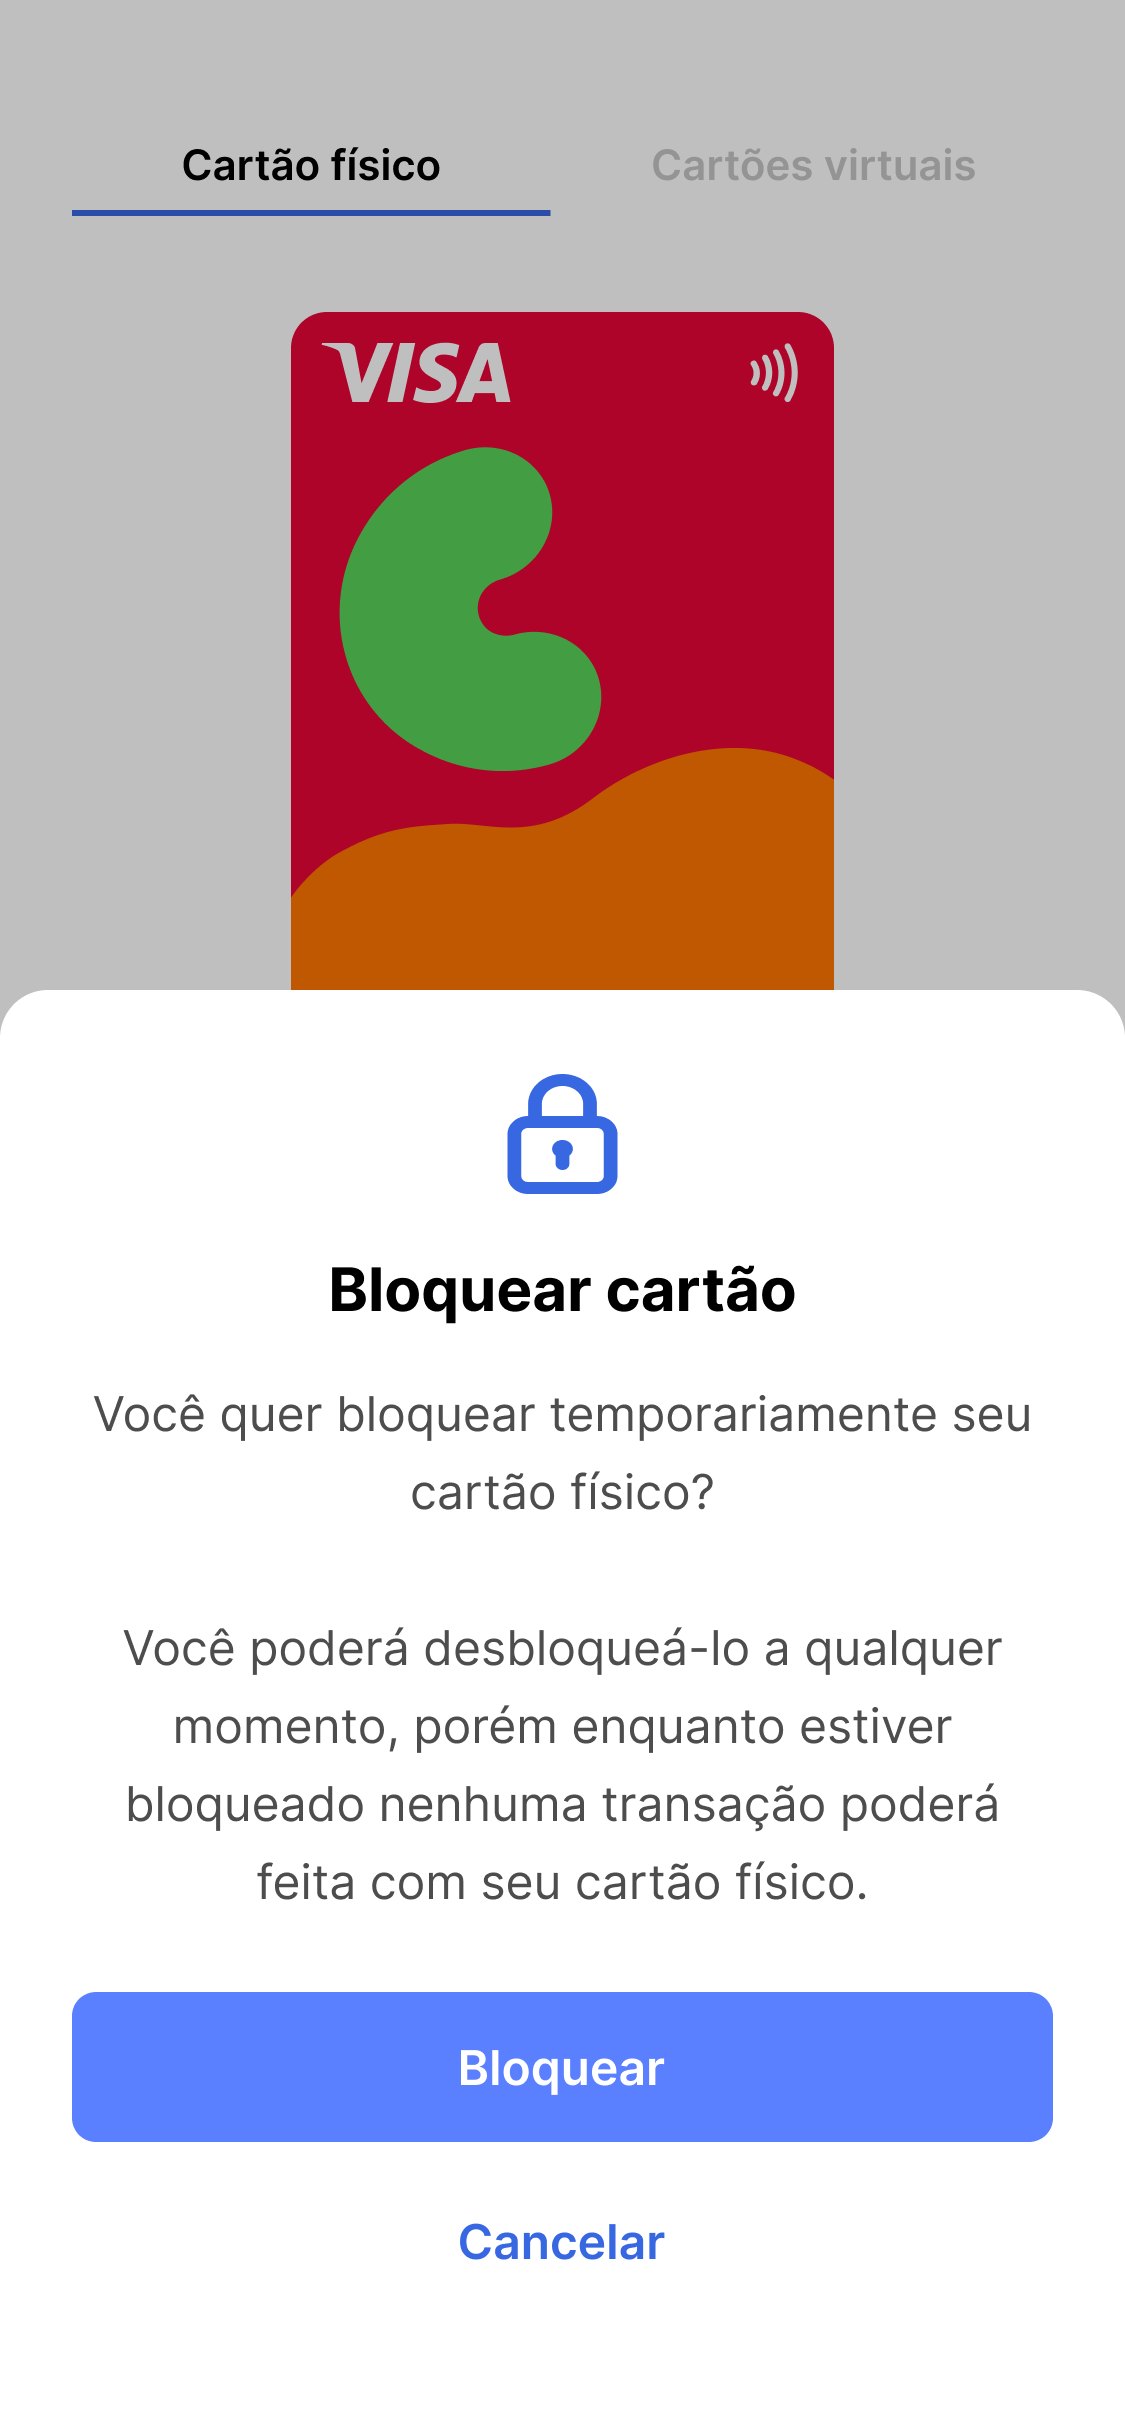 Cartão físico
Cartões virtuais
VISA
Bloquear cartão
Você quer bloquear temporariamente seu
cartão físico?
Você poderá desbloqueá-lo a qualquer
momento, porém enquanto estiver
bloqueado nenhuma transação poderá
feita com seu cartão físico.
Bloquear
Cancelar